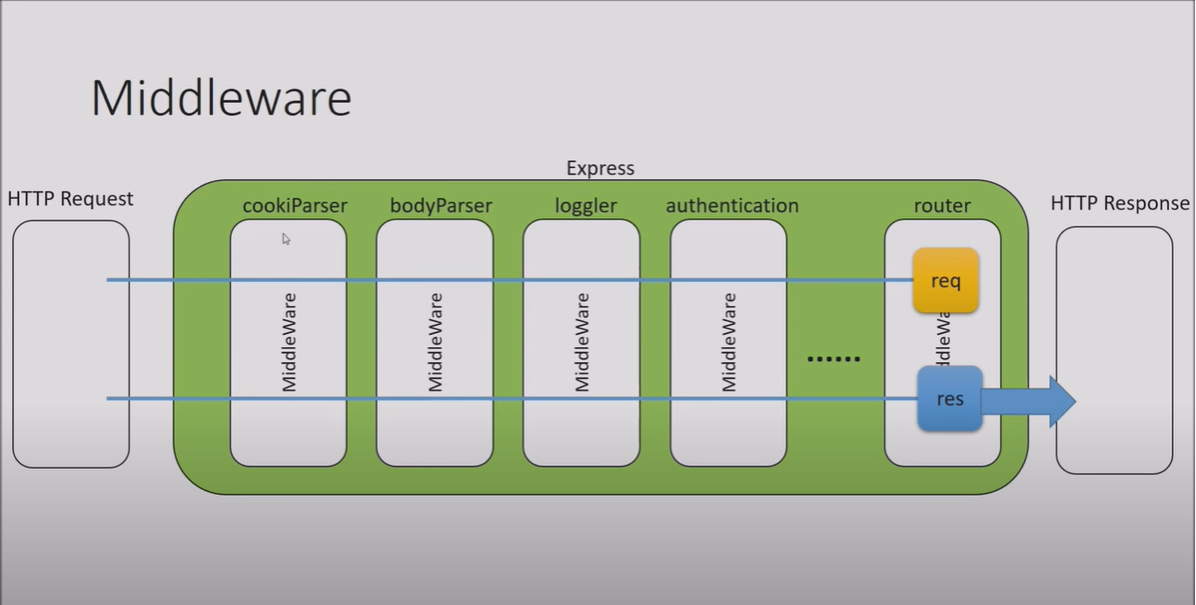 Middleware
Express
HTTP Request
HTTP Response
cookiParser
bodyParser
loggler
authentication
router
MiddleWare
MiddleWare
MiddleWare
MiddleWare
......
req
ddleWa
res